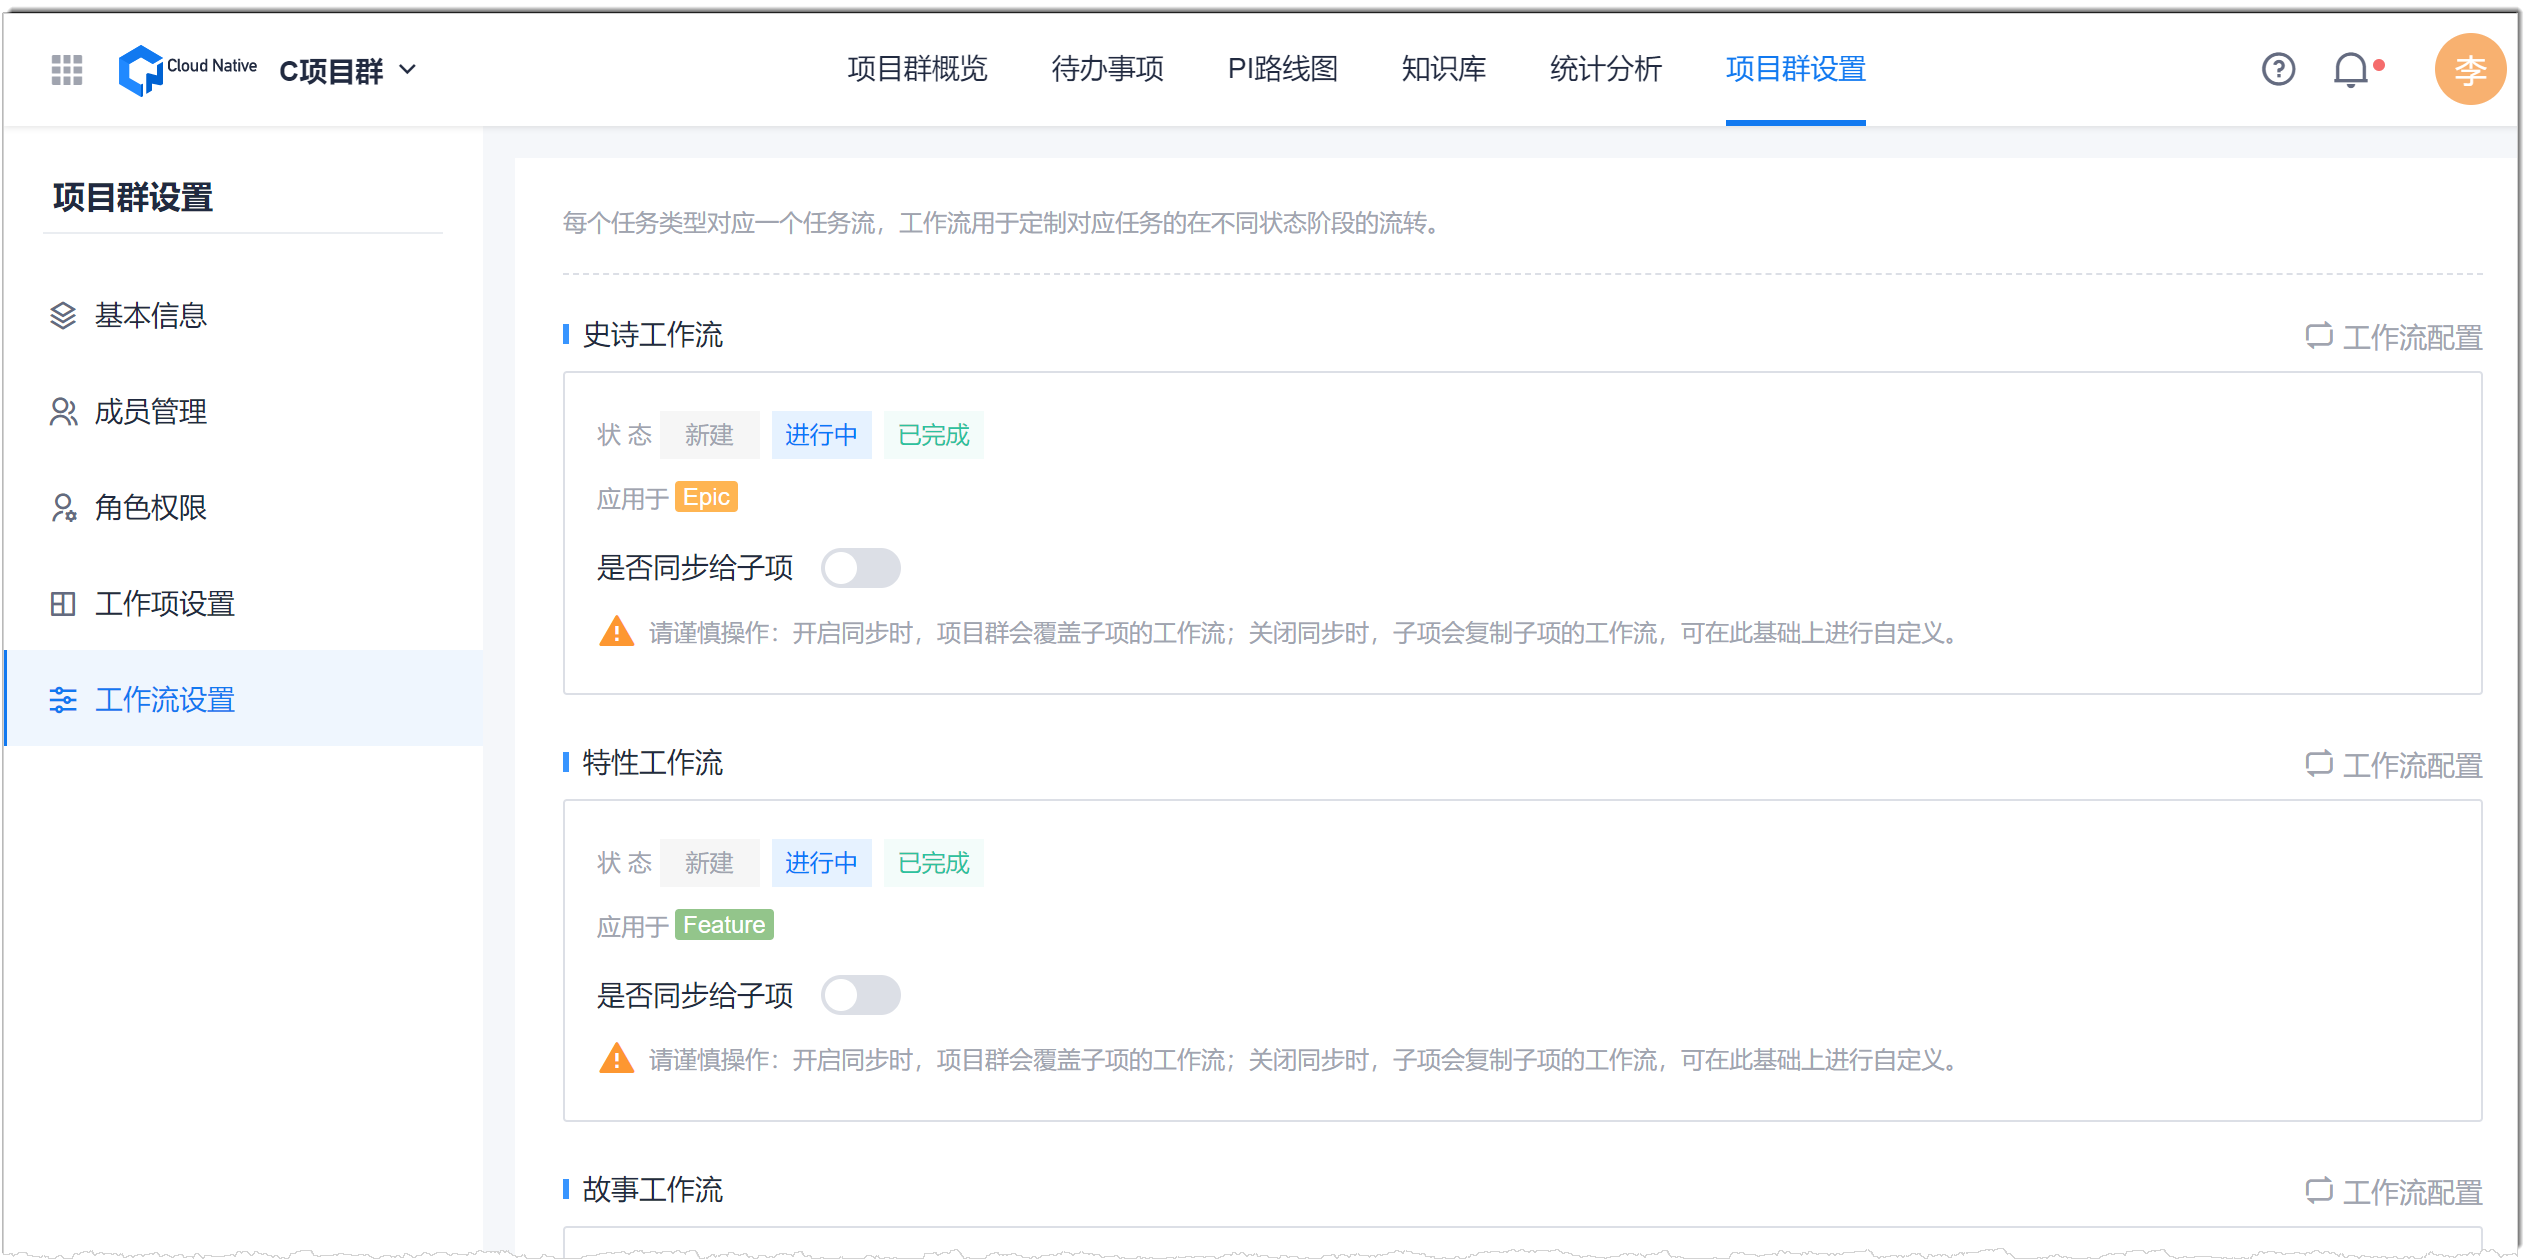 Cloud Native C项目群 项目群概览 待办事项 PI路线图 知识库 统计分析 项目群设置 李
项目群设置
基本信息
成员管理
角色权限
工作项设置
工作流设置
每个任务类型对应一个任务流，工作流用于定制对应任务的在不同状态阶段的流转。
史诗工作流 工作流配置
状 态 新建 进行中 已完成
应用于 Epic
是否同步给子项
请谨慎操作：开启同步时，项目群会覆盖子项的工作流；关闭同步时，子项会复制子项的工作流，可在此基础上进行自定义。
特性工作流 工作流配置
状 态 新建 进行中 已完成
应用于 Feature
是否同步给子项
请谨慎操作：开启同步时，项目群会覆盖子项的工作流；关闭同步时，子项会复制子项的工作流，可在此基础上进行自定义。
故事工作流 工作流配置